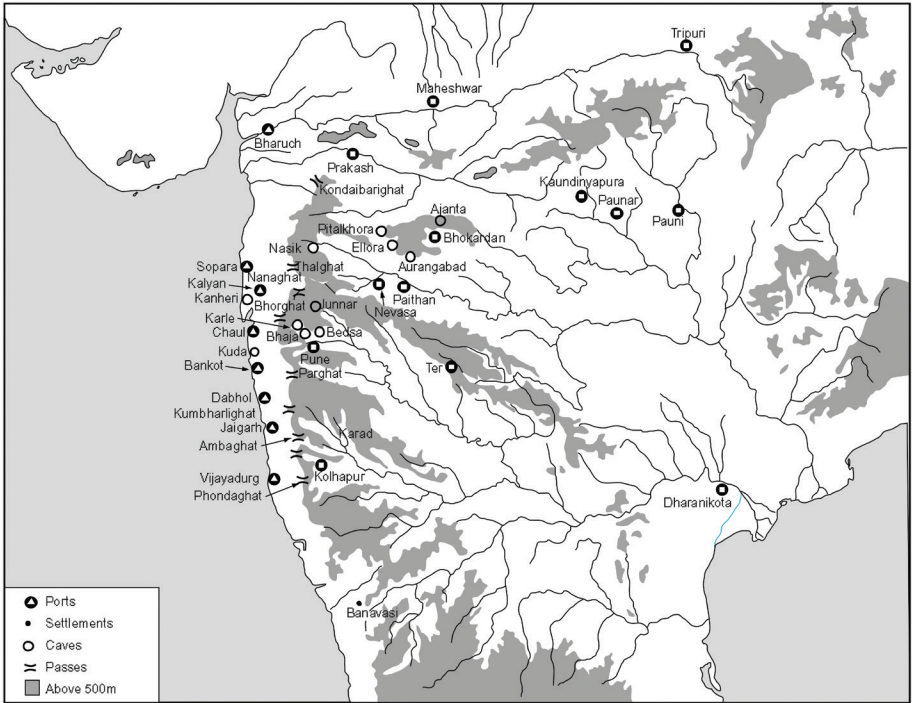 Tripuri
Maheshwar
Bharuch
Prakash
Kondaibarighat
Kaundinyapura
Paunar
Pauni
Ajanta
Pitalkhora
Bhokardan
Ellora
Nasik
Aurangabad
Sopara
Thalghat
Nanaghat
Kalyan
Kanheri
Bhorghat
Junnar
Paithan
Nevasa
Karle
Chaul
Bhaja
Bedsa
Kuda
Pune
Bankot
Parghat
Ter
Dabhol
Kumbharlighat
Jaigarh
Karad
Ambaghat
Vijayadurg
Kolhapur
Phondaghat
Dharanikota
Banavasi
Ports
Settlements
Caves
Passes
Above 500m